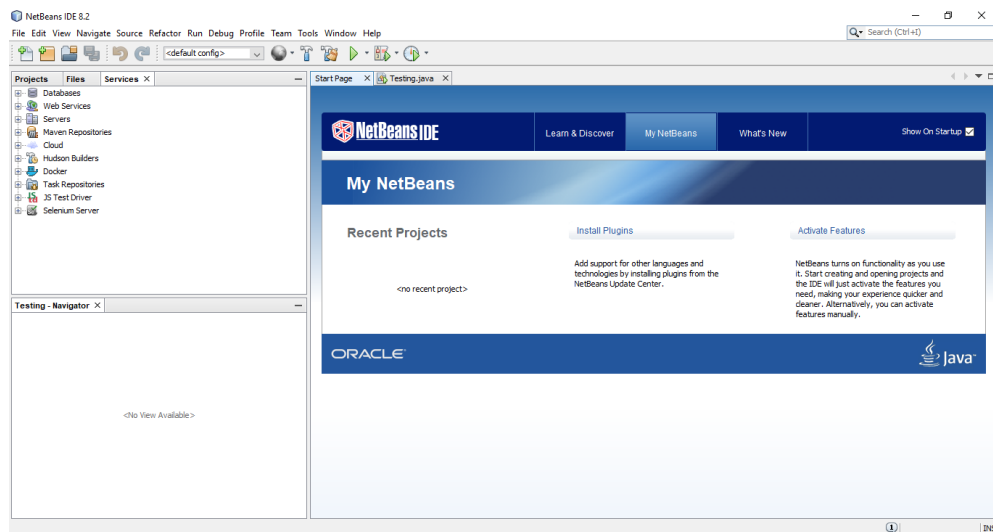 NetBeans IDE 8.2
File Edit View Navigate Source Refactor Run Debug Profile Team Tools Window Help
Search (Ctrl+I)
<default config>
Projects Files Services
Start Page Testing.java
Databases
Web Services
Servers
Maven Repositories
Cloud
Hudson Builders
Docker
Task Repositories
JS Test Driver
Selenium Server
NetBeans IDE
Learn & Discover
My NetBeans
What's New
Show On Startup
My NetBeans
Recent Projects
<no recent project>
Install Plugins
Add support for other languages and
technologies by installing plugins from the
NetBeans Update Center.
Activate Features
NetBeans turns on functionality as you use
it. Start creating and opening projects and
the IDE will just activate the features you
need, making your experience quicker and
cleaner. Alternatively, you can activate
features manually.
ORACLE
Java
Testing - Navigator
<No View Available>
1
INS